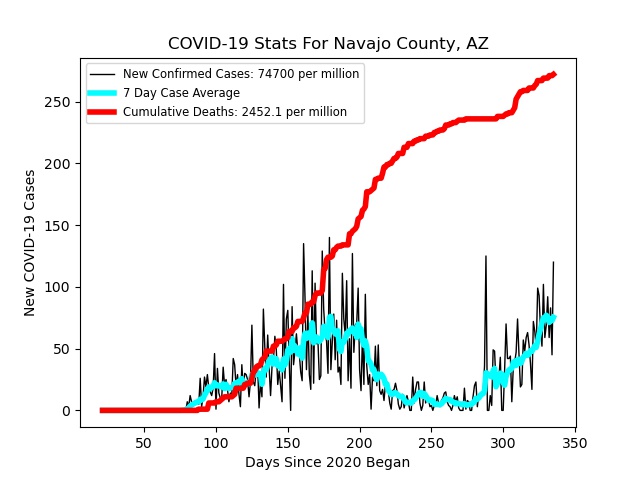 COVID-19 Stats For Navajo County, AZ
New Confirmed Cases: 74700 per million
7 Day Case Average
Cumulative Deaths: 2452.1 per million
New COVID-19 Cases
250
200
150
100
50
0
50 100 150 200 250 300 350
Days Since 2020 Began